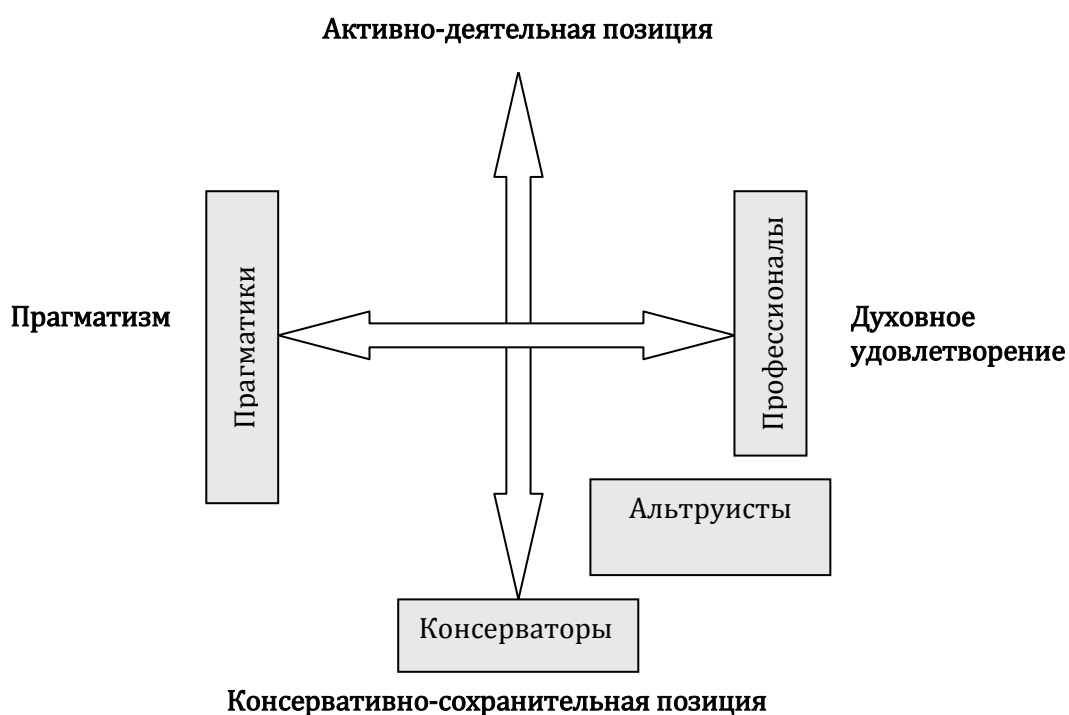 Активно-деятельная позиция
Прагматизм
Прагматики
Профессионалы
Духовное
удовлетворение
Альтруисты
Консерваторы
Консервативно-сохранительная позиция